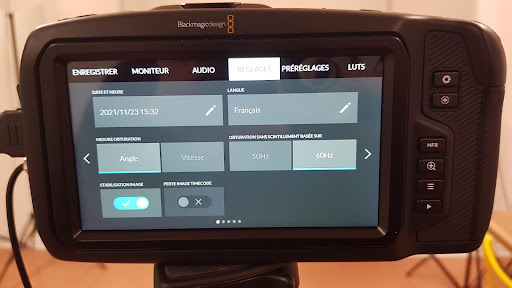 Blackmagicdesign
ENREGISTRER MONITEUR AUDIO RÉGLAGES PRÉRÉGLAGES LUTS
DATE ET HEURE LANGUE
2021/11/23 15:32 Français
MESURE OBTURATION OBTURATION SANS SCINTILLEMENT BASÉE SUR
Angle Vitesse 50Hz 60Hz
STABILISATION IMAGE PERTE IMAGE TIMECODE
HFR